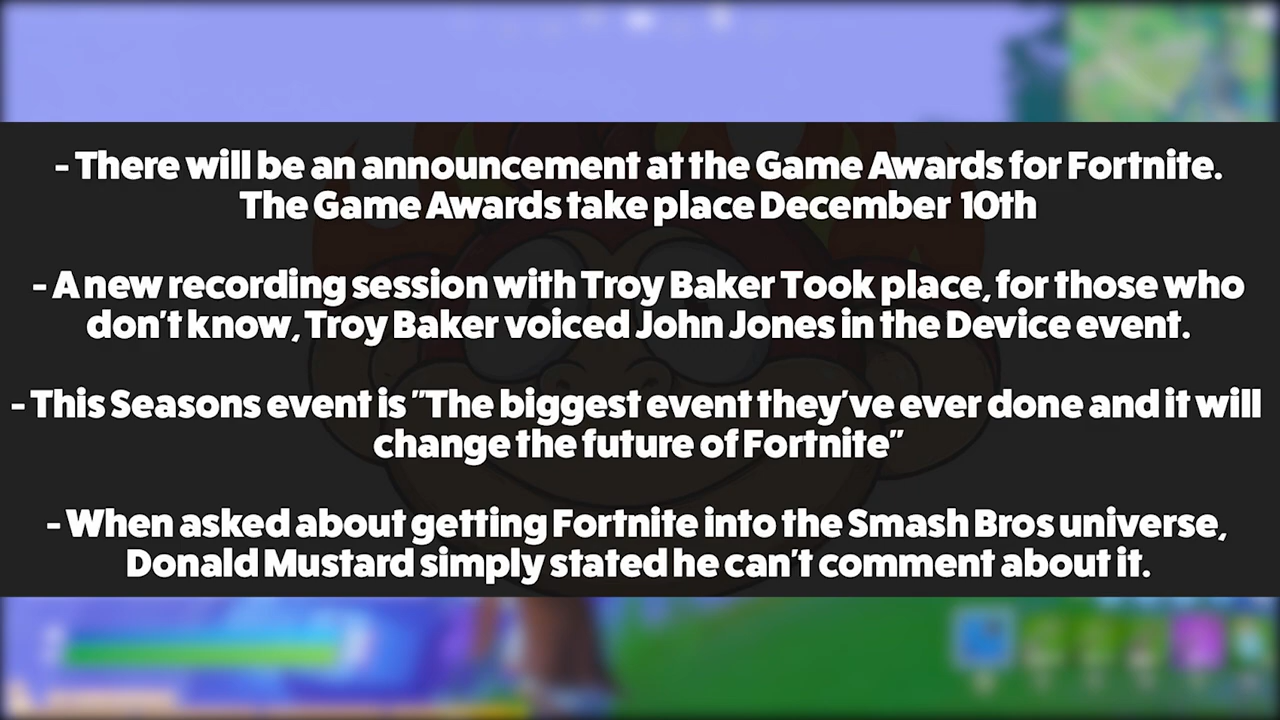 - There will be an announcement at the Game Awards for Fortnite.
The Game Awards take place December 10th
- A new recording session with Troy Baker Took place, for those who
don't know, Troy Baker voiced John Jones in the Device event.
- This Seasons event is "The biggest event they've ever done and it will
change the future of Fortnite"
- When asked about getting Fortnite into the Smash Bros universe,
Donald Mustard simply stated he can't comment about it.